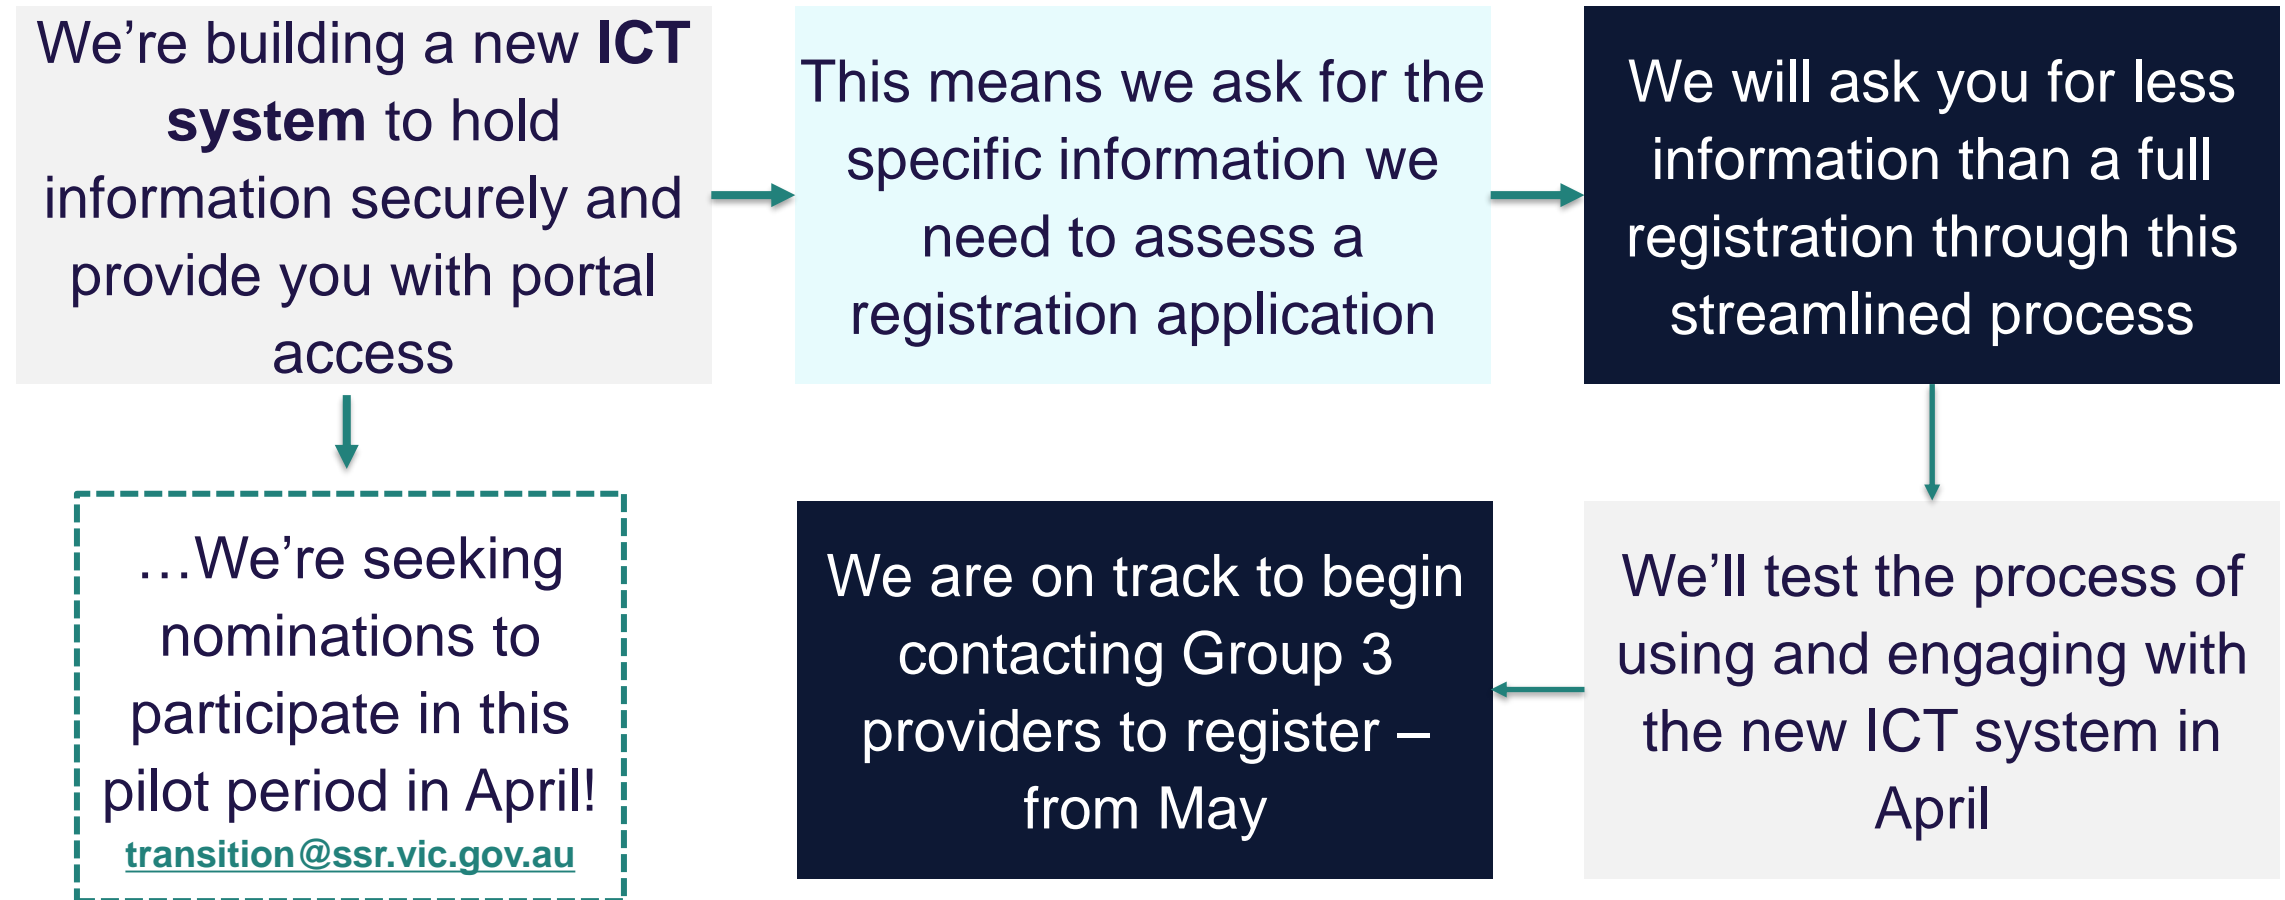 We’re building a new ICT
system to hold
information securely and
provide you with portal
access
This means we ask for the
specific information we
need to assess a
registration application
We will ask you for less
information than a full
registration through this
streamlined process
We’ll test the process of
using and engaging with
the new ICT system in
April
We are on track to begin
contacting Group 3
providers to register –
from May
…We’re seeking
nominations to
participate in this
pilot period in April!
transition@ssr.vic.gov.au